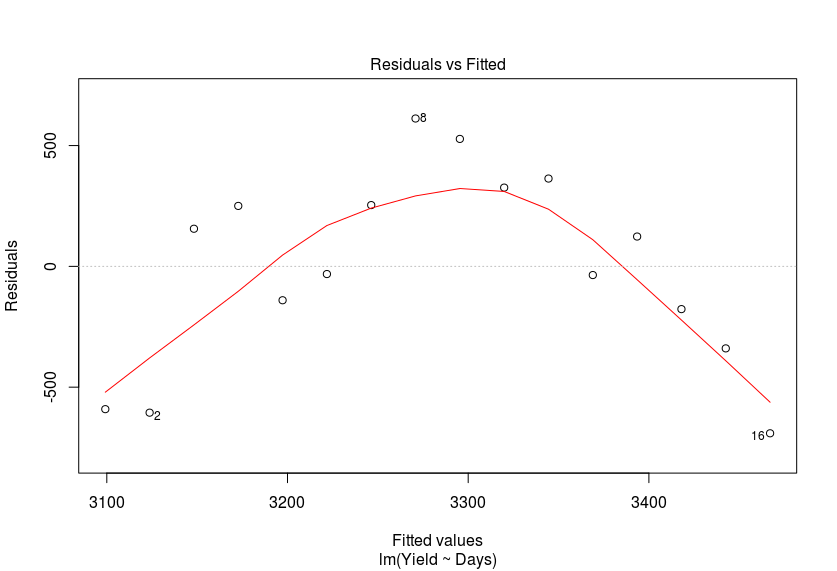 Residuals vs Fitted
Residuals
500
0
-500
8
2
16
3100 3200 3300 3400
Fitted values
lm(Yield ~ Days)